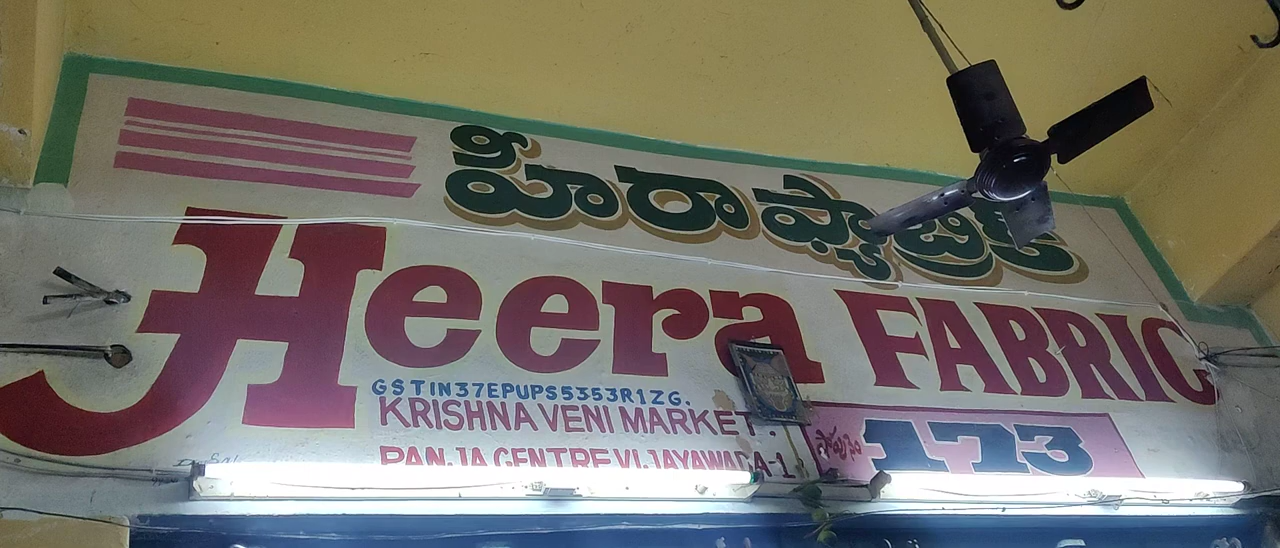 హీరా ఫ్యాబ్రిక్
Heera FABRIC
GSTIN37EPUPS5353R1ZG.
KRISHNA VENI MARKET.
PANJA CENTRE VIJAYAWADA-1
షాపు నెం 173